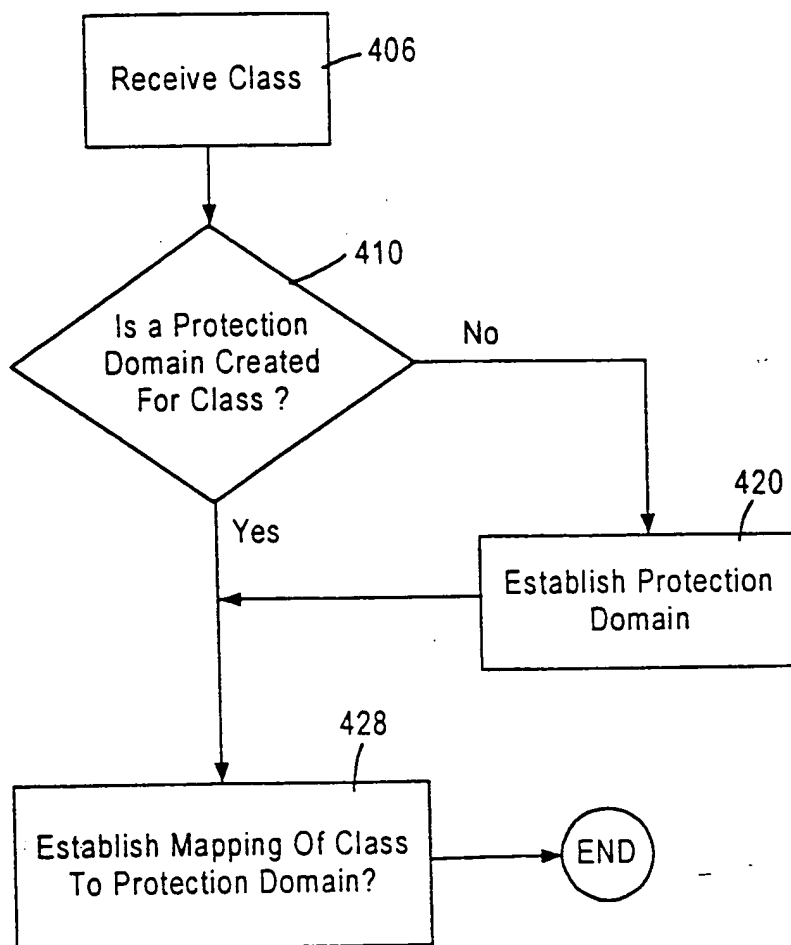 Receive Class
406
410
Is a Protection
Domain Created
For Class ?
No
Yes
420
Establish Protection
Domain
428
Establish Mapping Of Class
To Protection Domain?
END